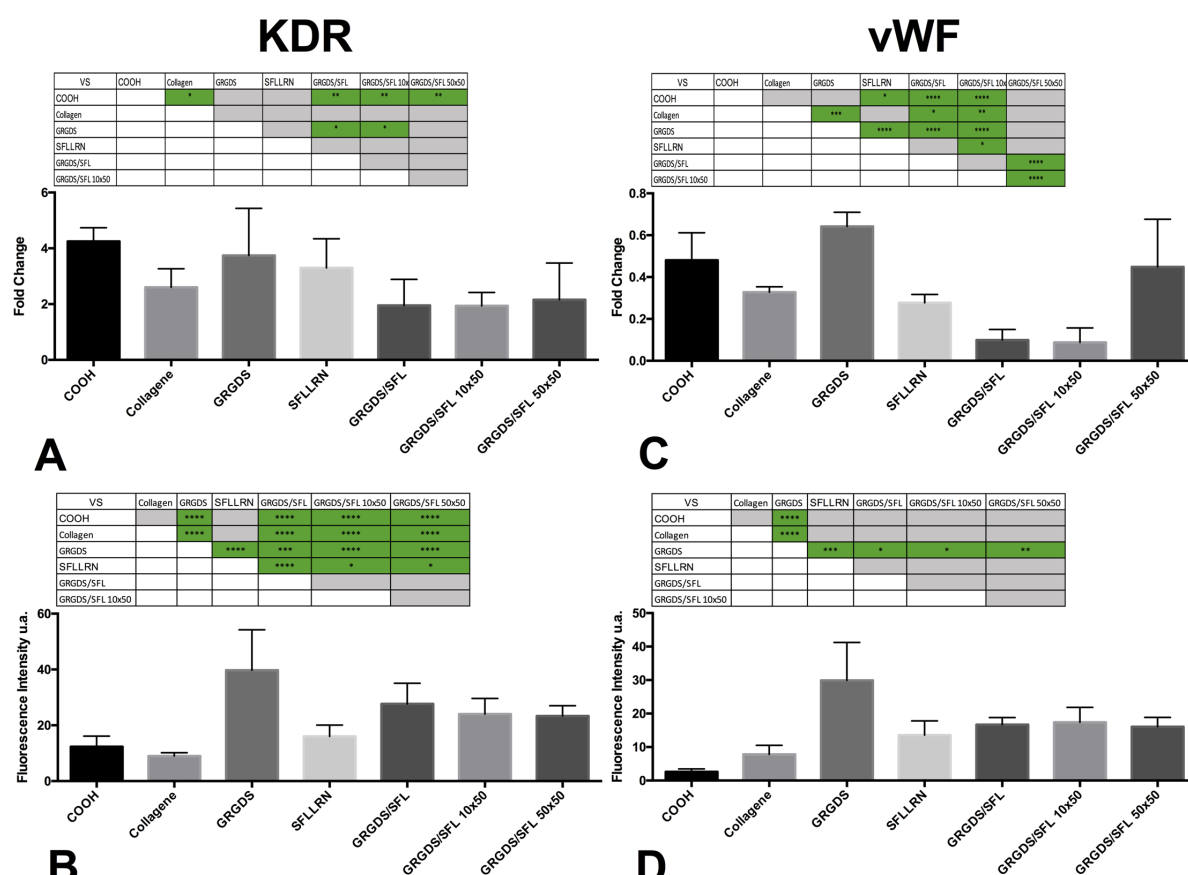 KDR
VS COOH Collagen GRGDS SFLLRN GRGDS/SFL GRGDS/SFL 10x GRGDS/SFL 50x50
COOH * ** ** **
Collagen
GRGDS * *
SFLLRN
GRGDS/SFL
GRGDS/SFL 10x50
Fold Change
6
4
2
0
COOH Collagene GRGDS SFLLRN GRGDS/SFL GRGDS/SFL 10x50 GRGDS/SFL 50x50
A
vWF
VS COOH Collagen GRGDS SFLLRN GRGDS/SFL GRGDS/SFL 10x GRGDS/SFL 50x50
COOH * **** ****
Collagen *** * **
GRGDS **** **** ****
SFLLRN *
GRGDS/SFL ****
GRGDS/SFL 10x50 ****
Fold Change
0.8
0.6
0.4
0.2
0.0
COOH Collagene GRGDS SFLLRN GRGDS/SFL GRGDS/SFL 10x50 GRGDS/SFL 50x50
C
VS Collagen GRGDS SFLLRN GRGDS/SFL GRGDS/SFL 10x50 GRGDS/SFL 50x50
COOH **** **** **** ****
Collagen **** **** **** ****
GRGDS **** *** **** ****
SFLLRN **** * *
GRGDS/SFL
GRGDS/SFL 10x50
Fluorescence Intensity u.a.
60
40
20
0
COOH Collagene GRGDS SFLLRN GRGDS/SFL GRGDS/SFL 10x50 GRGDS/SFL 50x50
B
VS Collagen GRGDS SFLLRN GRGDS/SFL GRGDS/SFL 10x50 GRGDS/SFL 50x50
COOH ****
Collagen ****
GRGDS *** * * **
SFLLRN
GRGDS/SFL
GRGDS/SFL 10x50
Fluorescence Intensity u.a.
50
40
30
20
10
0
COOH Collagene GRGDS SFLLRN GRGDS/SFL GRGDS/SFL 10x50 GRGDS/SFL 50x50
D